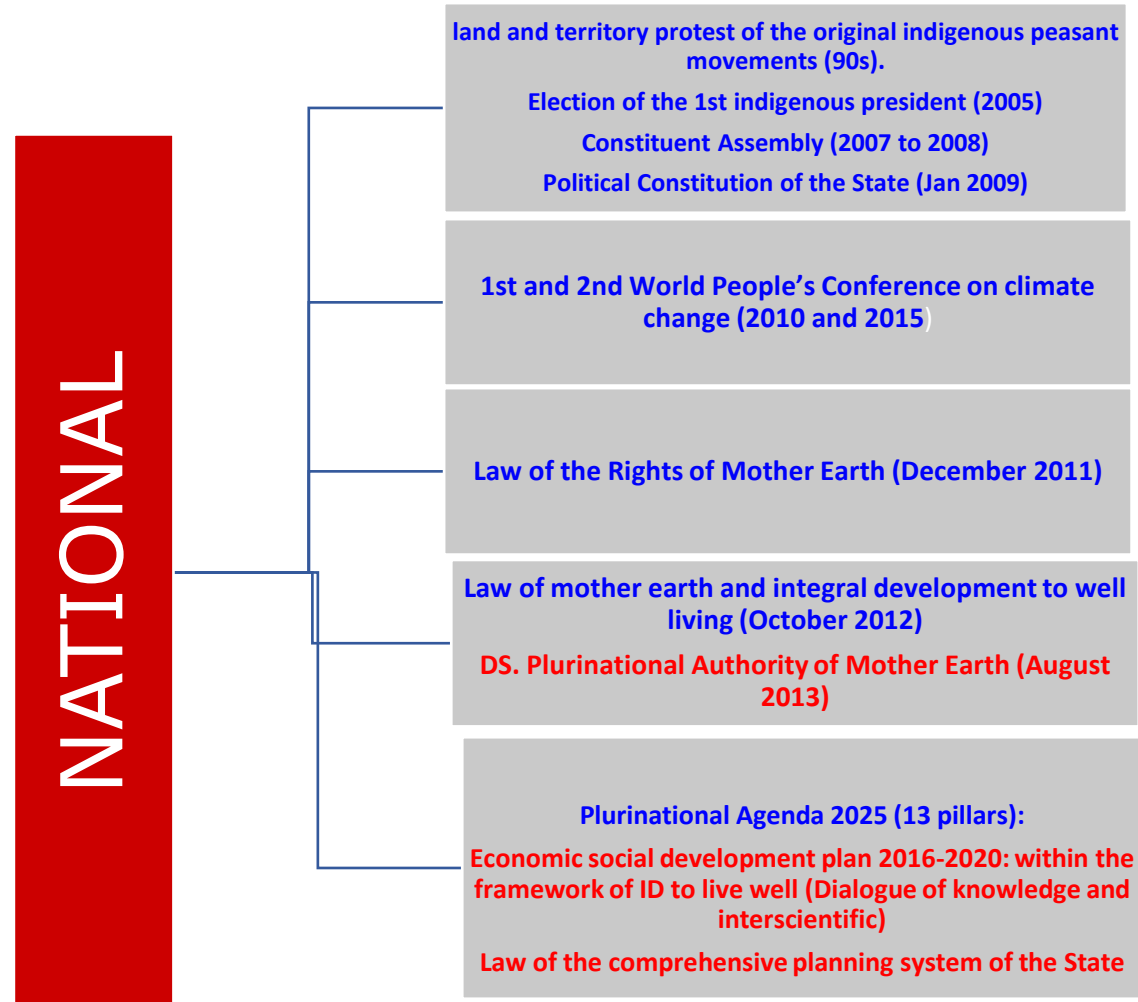 NATIONAL
land and territory protest of the original indigenous peasant
movements (90s).
Election of the 1st indigenous president (2005)
Constituent Assembly (2007 to 2008)
Political Constitution of the State (Jan 2009)
1st and 2nd World People’s Conference on climate
change (2010 and 2015)
Law of the Rights of Mother Earth (December 2011)
Law of mother earth and integral development to well
living (October 2012)
DS. Plurinational Authority of Mother Earth (August
2013)
Plurinational Agenda 2025 (13 pillars):
Economic social development plan 2016-2020: within the
framework of ID to live well (Dialogue of knowledge and
interscientific)
Law of the comprehensive planning system of the State